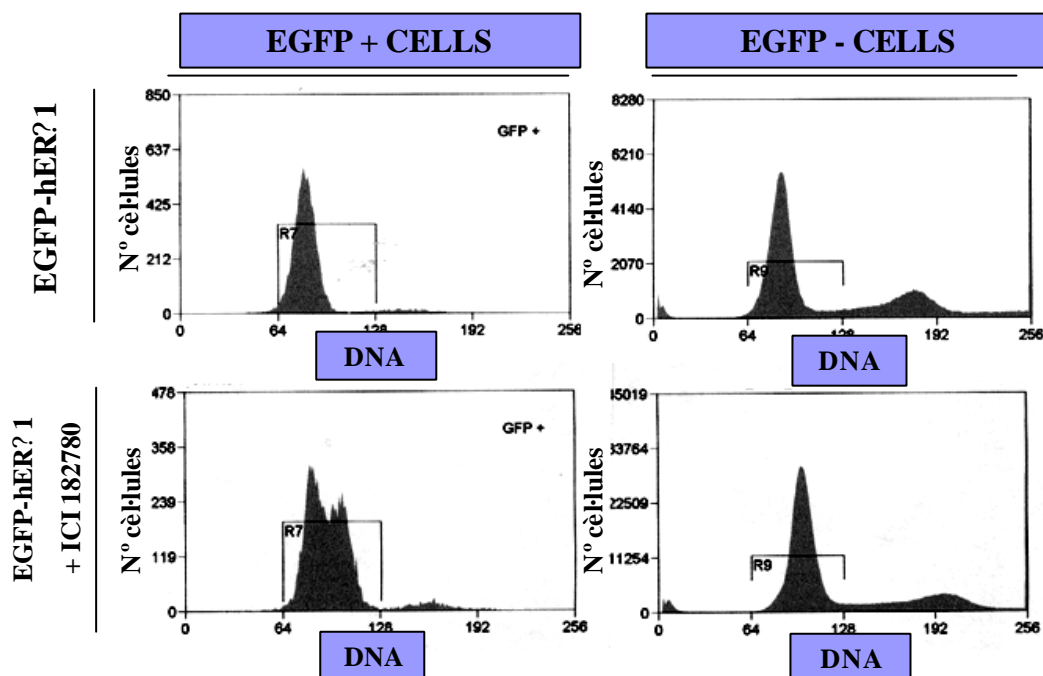 EGFP + CELLS
EGFP - CELLS
EGFP-hER? 1
Nº cèl·lules
850
637
425
212
0
GFP +
R7
0 64 128 192 256
DNA
Nº cèl·lules
8280
6210
4140
2070
0
R9
0 64 128 192 256
DNA
EGFP-hER? 1
+ ICI 182780
Nº cèl·lules
478
358
239
119
0
GFP +
R7
0 64 128 192 256
DNA
Nº cèl·lules
22509
11254
0
R9
0 64 128 192 256
DNA